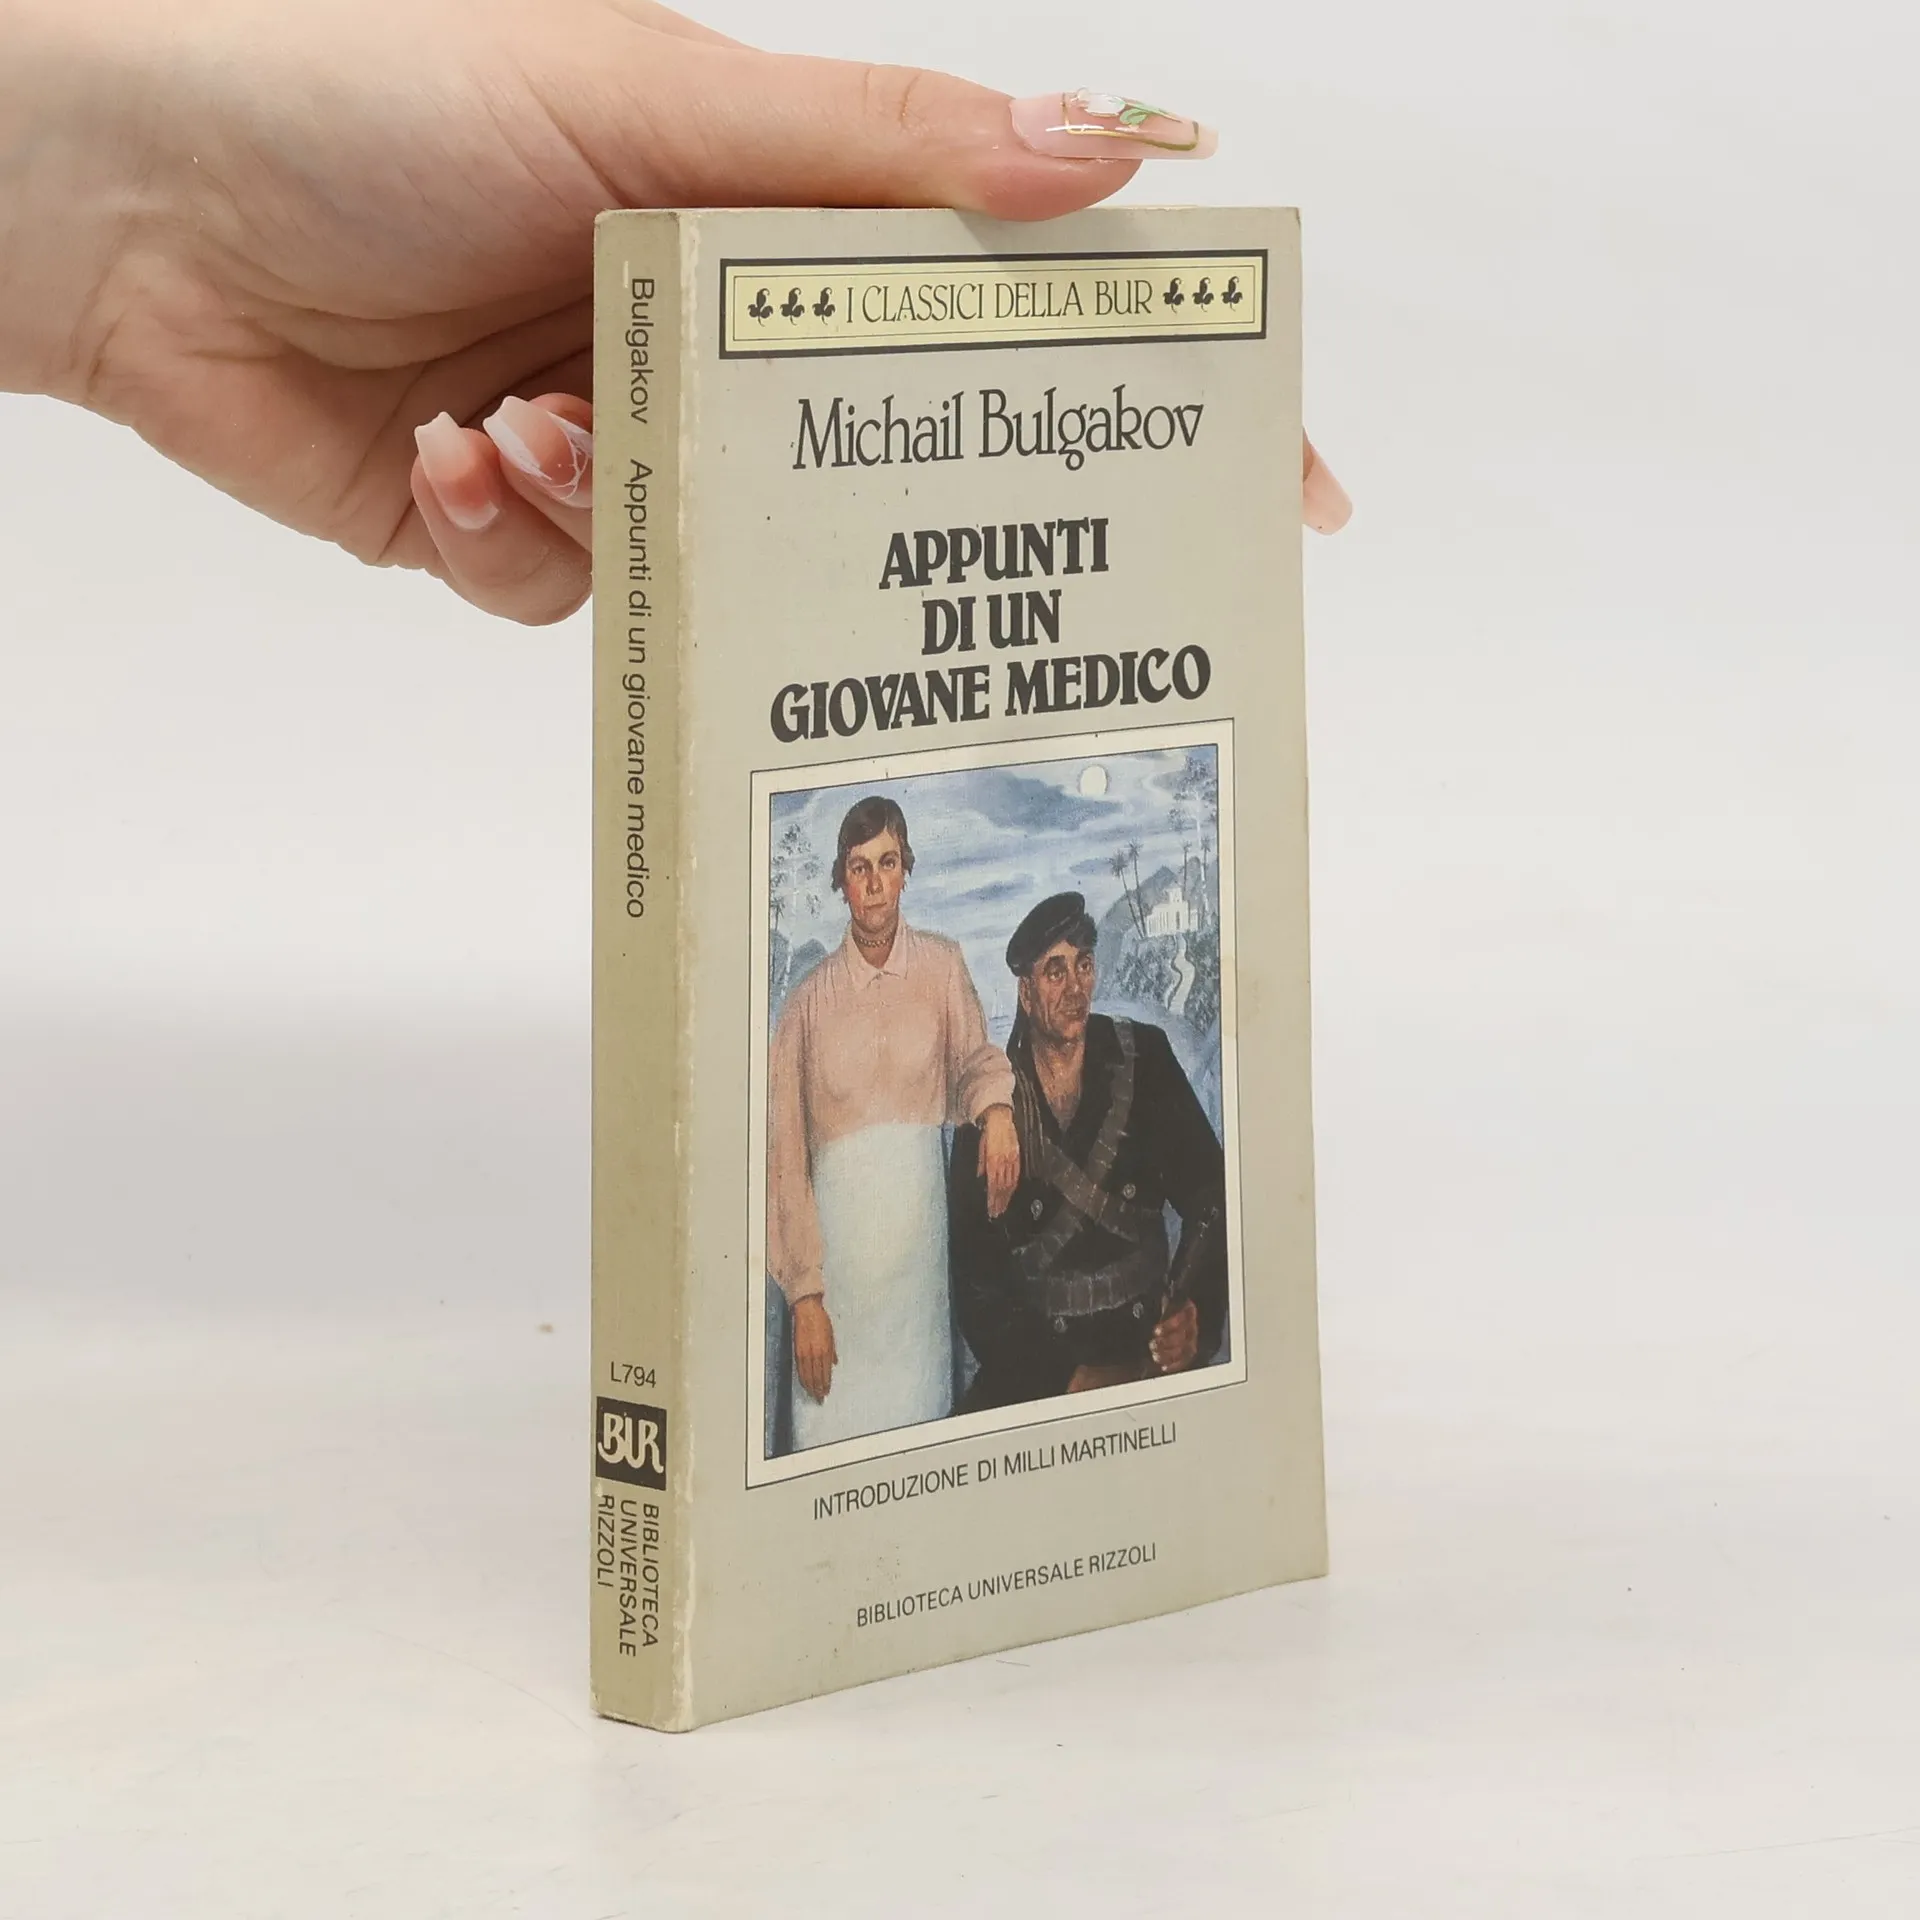 I CLASSICI DELLA BUR
Michail Bulgakov
APPUNTI
DI UN
GIOVANE MEDICO
INTRODUZIONE DI MILLI MARTINELLI
BIBLIOTECA UNIVERSALE RIZZOLI
Bulgakov Appunti di un giovane medico
L794
BUR
BIBLIOTECA
UNIVERSALE
RIZZOLI